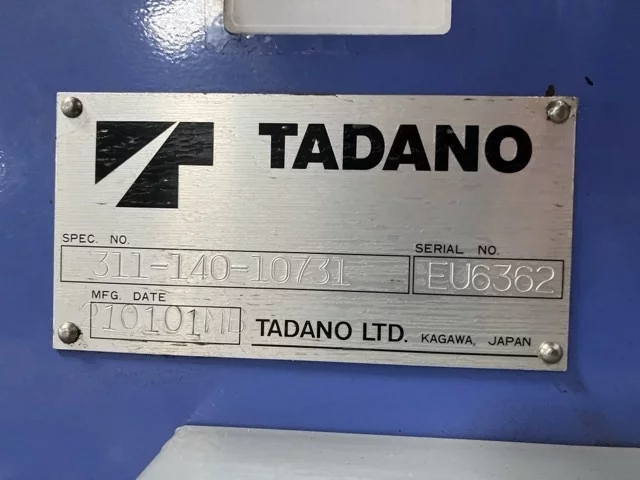 TADANO
SPEC. NO.
311-140-10731
SERIAL NO.
EU6362
MFG. DATE
TADANO LTD. KAGAWA, JAPAN